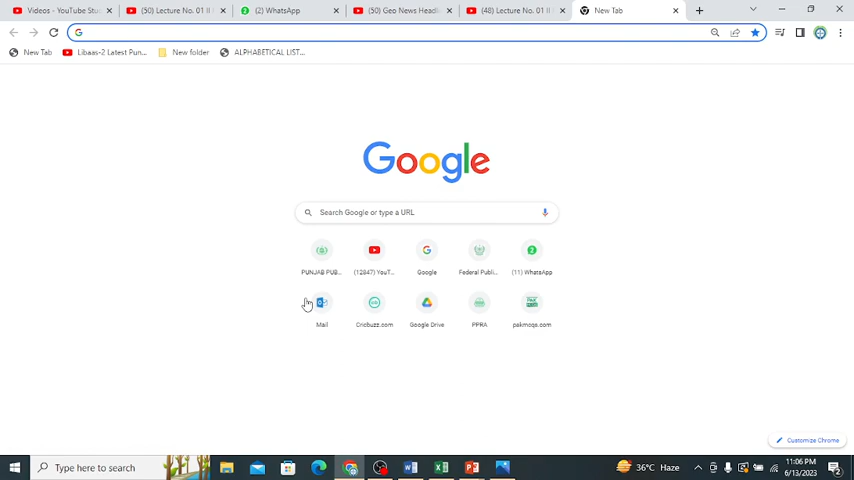 Videos - YouTube Stu
(50) Lecture No. 01 II
(2) WhatsApp
(50) Geo News Headl
(48) Lecture No. 01 II
New Tab
New Tab
Libaas-2 Latest Pun...
New folder
ALPHABETICAL LIST...
Google
Search Google or type a URL
PUNJAB PUB...
(12847) YouT...
Google
Federal Publi...
(11) WhatsApp
Mail
Cricbuzz.com
Google Drive
PPRA
pakmcqs.com
Customize Chrome
Type here to search
36°C Haze
11:06 PM
6/13/2023